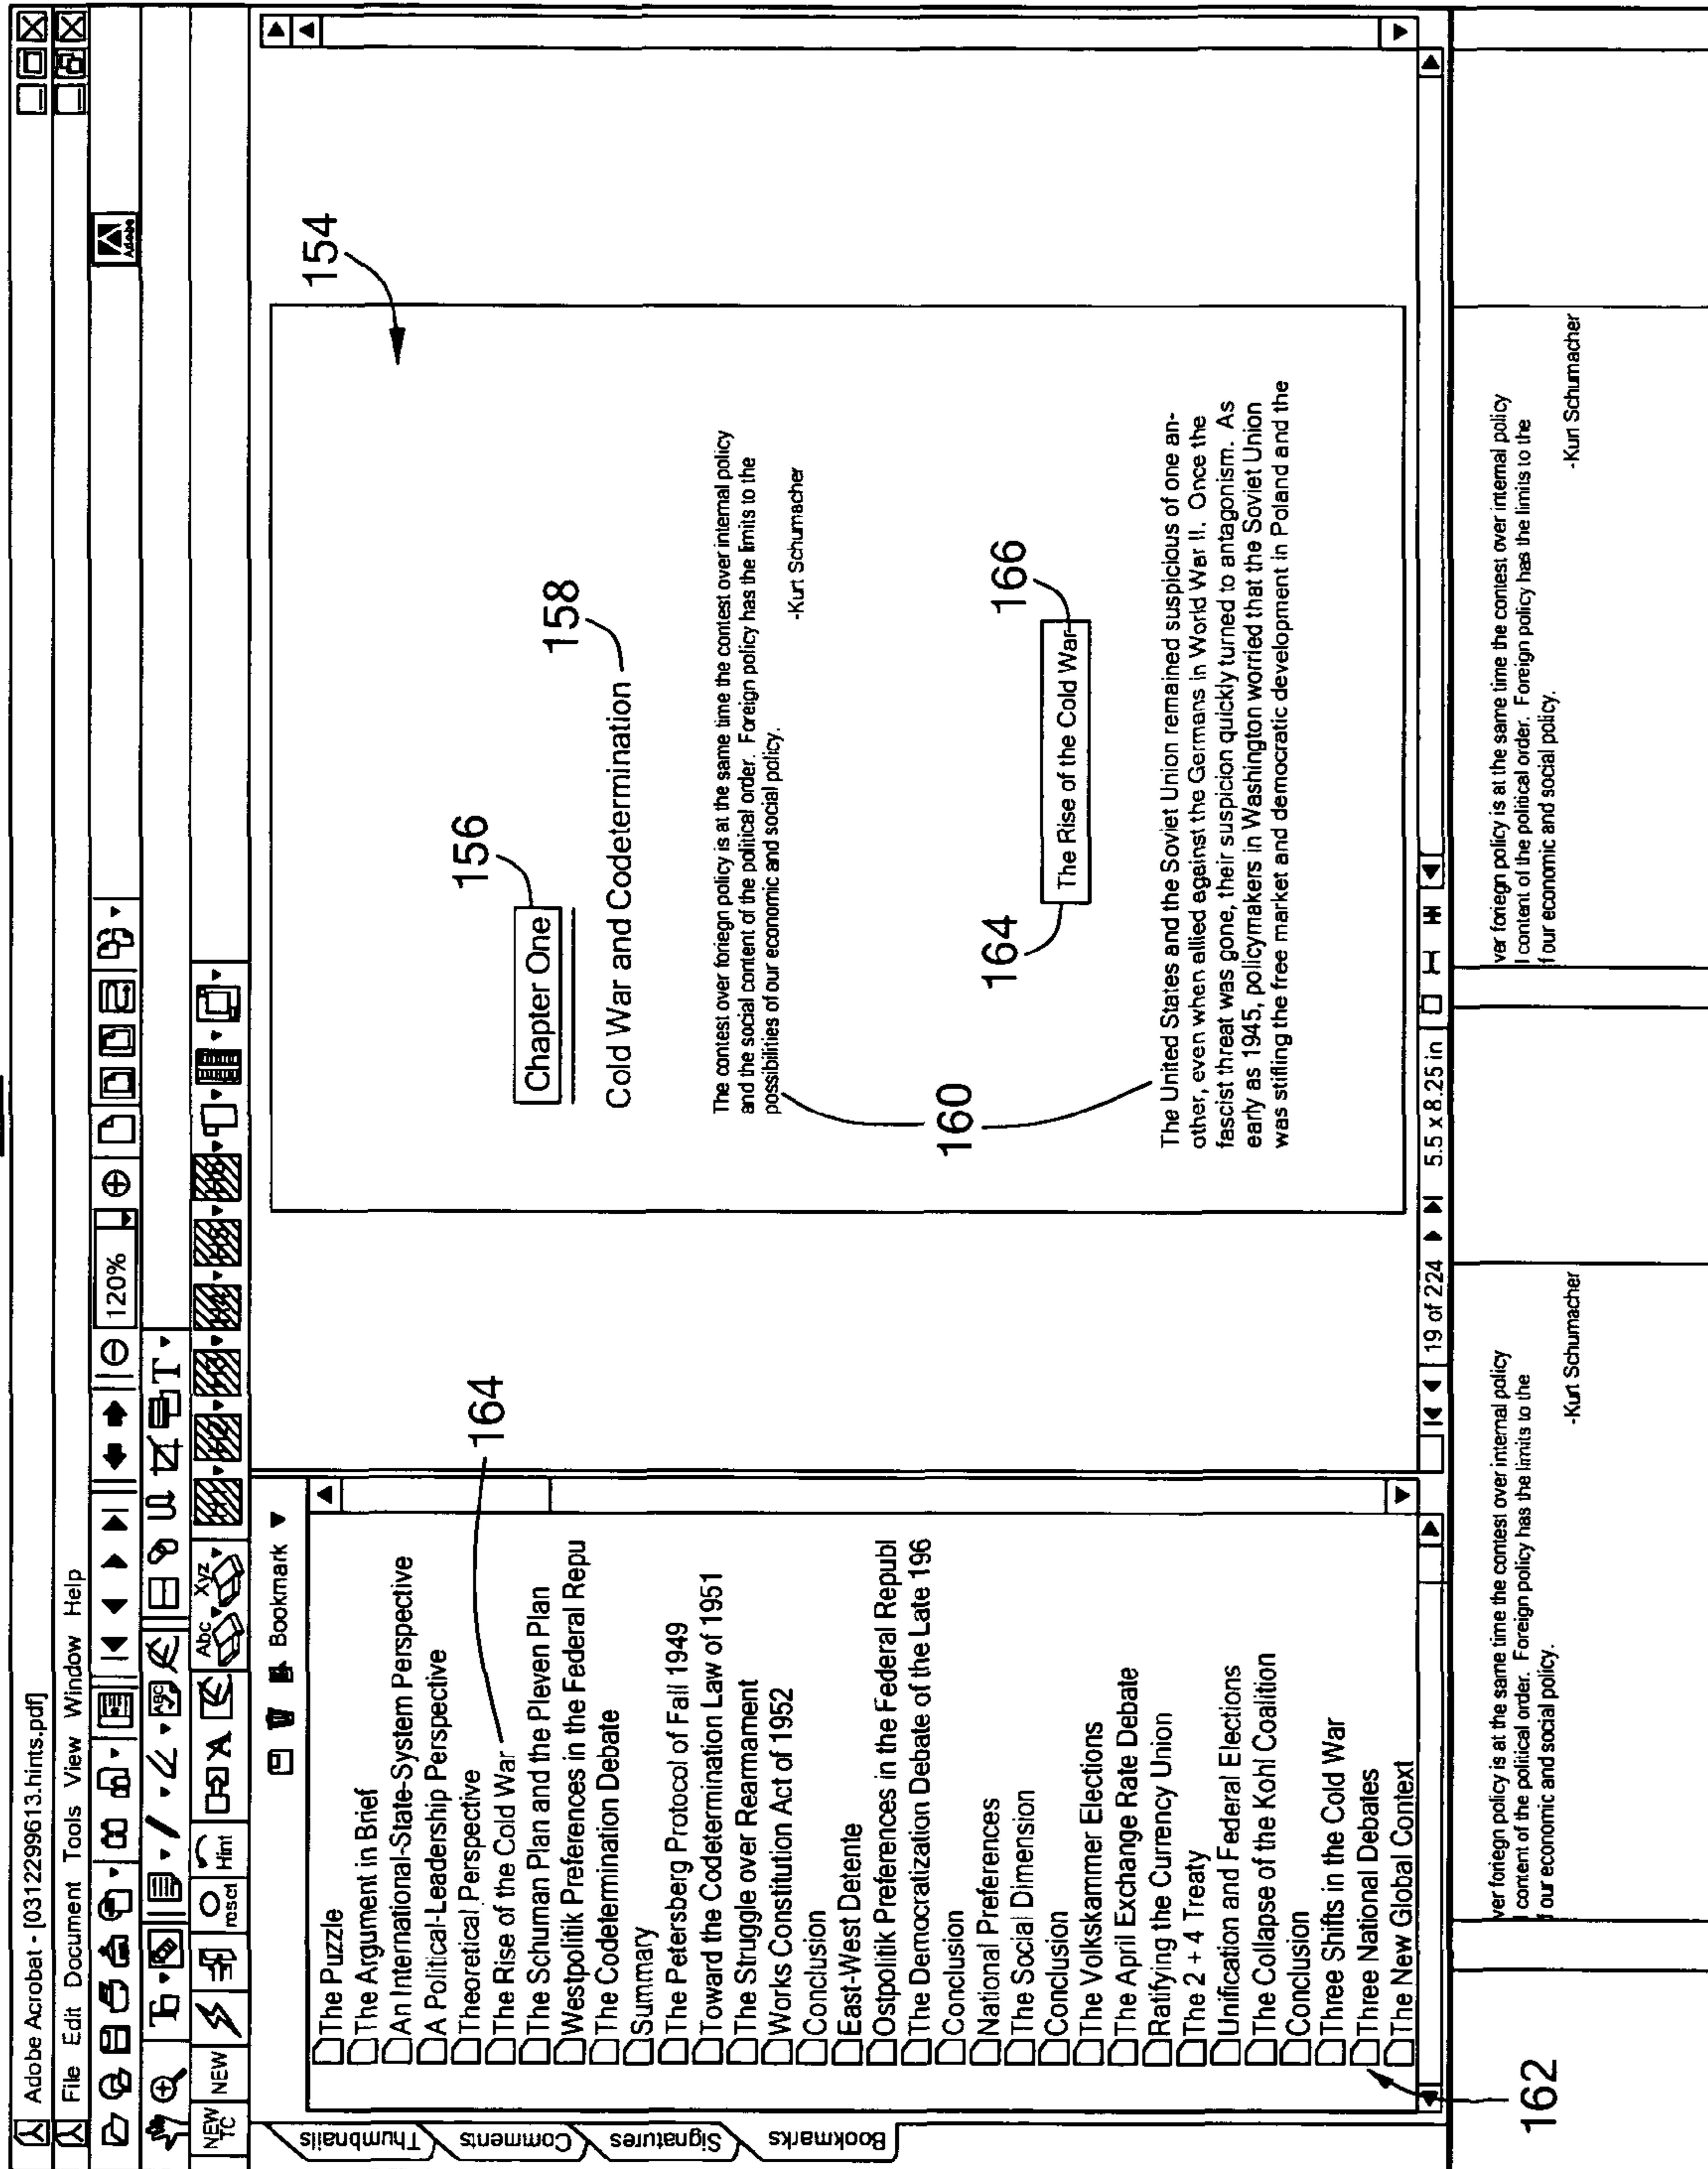 Adobe Acrobat - [0312299613.hints.pdf]
File Edit Document Tools View Window Help
120%
Adobe
T
ABC
T
NEW TC
NEW
reset
Hint
A
Abc
Xyz
Thumbnails
Comments
Signatures
Bookmarks
Bookmark
The Puzzle
The Argument in Brief
An International-State-System Perspective
A Political-Leadership Perspective
Theoretical Perspective
The Rise of the Cold War
The Schuman Plan and the Pleven Plan
Westpolitik Preferences in the Federal Repu
The Codetermination Debate
Summary
The Petersberg Protocol of Fall 1949
Toward the Codetermination Law of 1951
The Struggle over Rearmament
Works Constitution Act of 1952
Conclusion
East-West Detente
Ostpolitik Preferences in the Federal Republ
The Democratization Debate of the Late 196
Conclusion
National Preferences
The Social Dimension
Conclusion
The Volkskammer Elections
The April Exchange Rate Debate
Ratifying the Currency Union
The 2 + 4 Treaty
Unification and Federal Elections
The Collapse of the Kohl Coalition
Conclusion
Three Shifts in the Cold War
Three National Debates
The New Global Context
162
164
154
156
Chapter One
158
Cold War and Codetermination
The contest over foriegn policy is at the same time the contest over internal policy
and the social content of the political order. Foreign policy has the limits to the
possibilities of our economic and social policy.
-Kurt Schumacher
160
164
166
The Rise of the Cold War
The United States and the Soviet Union remained suspicious of one an-
other, even when allied against the Germans in World War II. Once the
fascist threat was gone, their suspicion quickly turned to antagonism. As
early as 1945, policymakers in Washington worried that the Soviet Union
was stifling the free market and democratic development in Poland and the
19 of 224
5.5 x 8.25 in
ver foriegn policy is at the same time the contest over internal policy
l content of the political order. Foreign policy has the limits to the
f our economic and social policy.
-Kurt Schumacher
ver foriegn policy is at the same time the contest over internal policy
l content of the political order. Foreign policy has the limits to the
f our economic and social policy.
-Kurt Schumacher